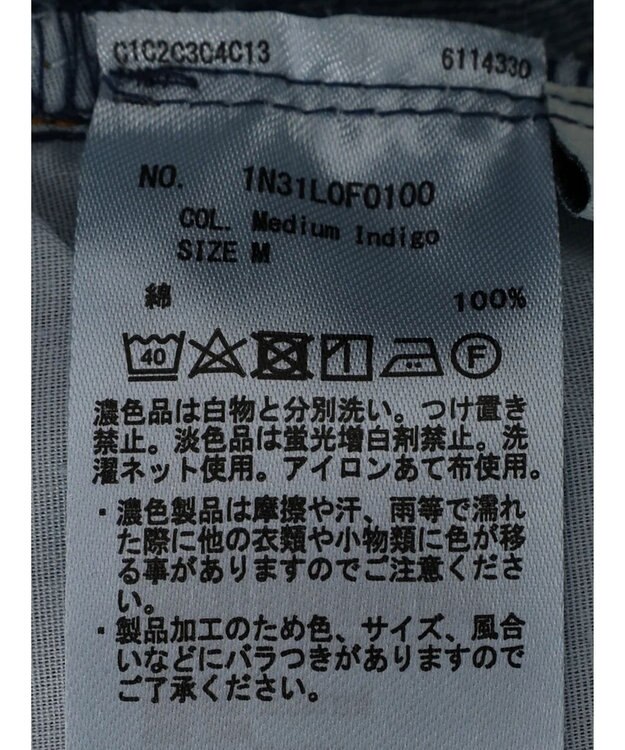 C1C2C3C4C13 6114330
NO. 1N31L0F0100
COL. Medium Indigo
SIZE M
綿 100%
40 F
濃色品は白物と分別洗い。つけ置き
禁止。淡色品は蛍光増白剤禁止。洗
濯ネット使用。アイロンあて布使用。
・濃色製品は摩擦や汗、雨等で濡れ
た際に他の衣類や小物類に色が移
る事がありますのでご注意くださ
い。
・製品加工のため色、サイズ、風合
いなどにバラつきがありますので
ご了承ください。